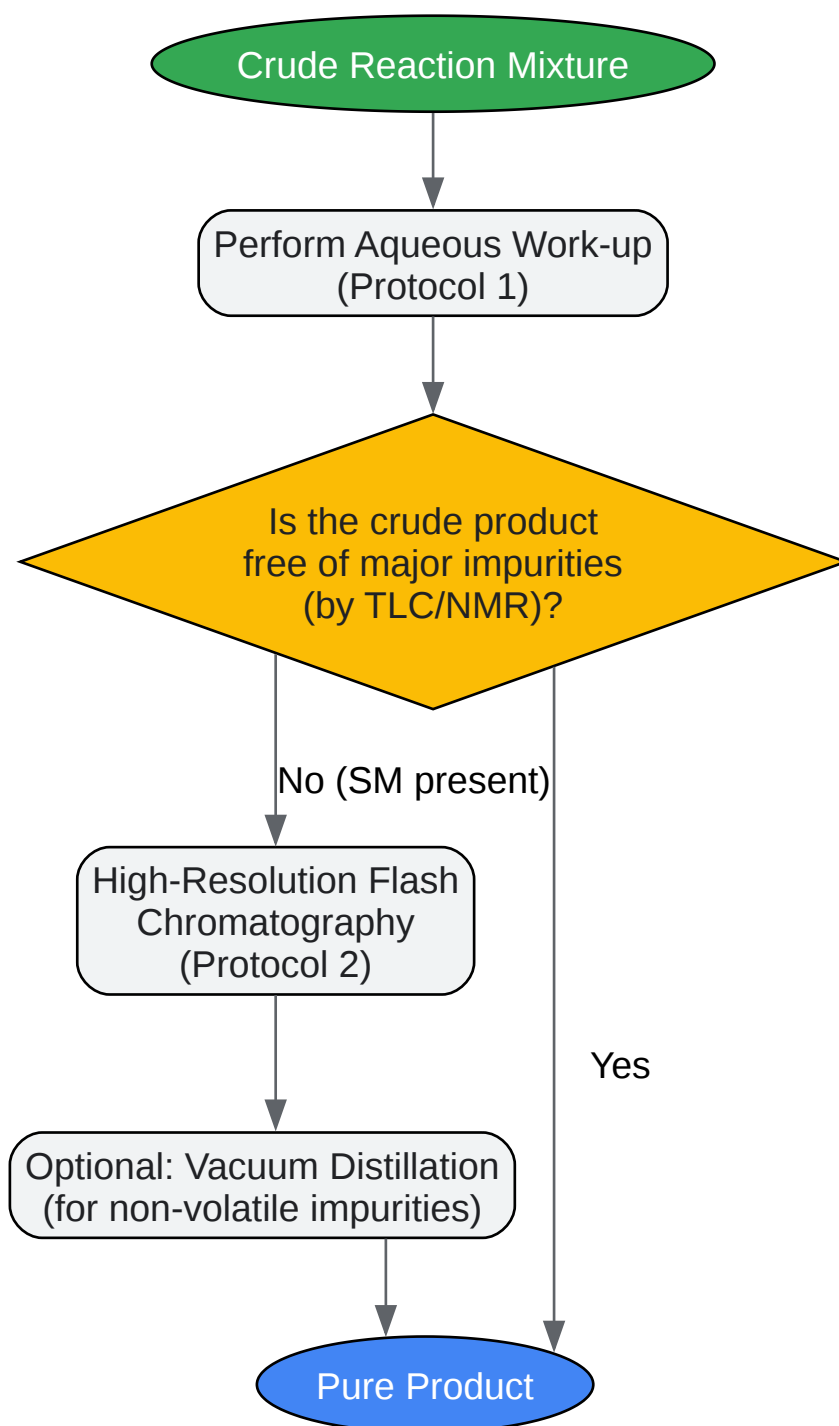 Crude Reaction Mixture
Perform Aqueous Work-up
(Protocol 1)
Is the crude product
free of major impurities
(by TLC/NMR)?
No (SM present)
High-Resolution Flash
Chromatography
(Protocol 2)
Yes
Optional: Vacuum Distillation
(for non-volatile impurities)
Pure Product